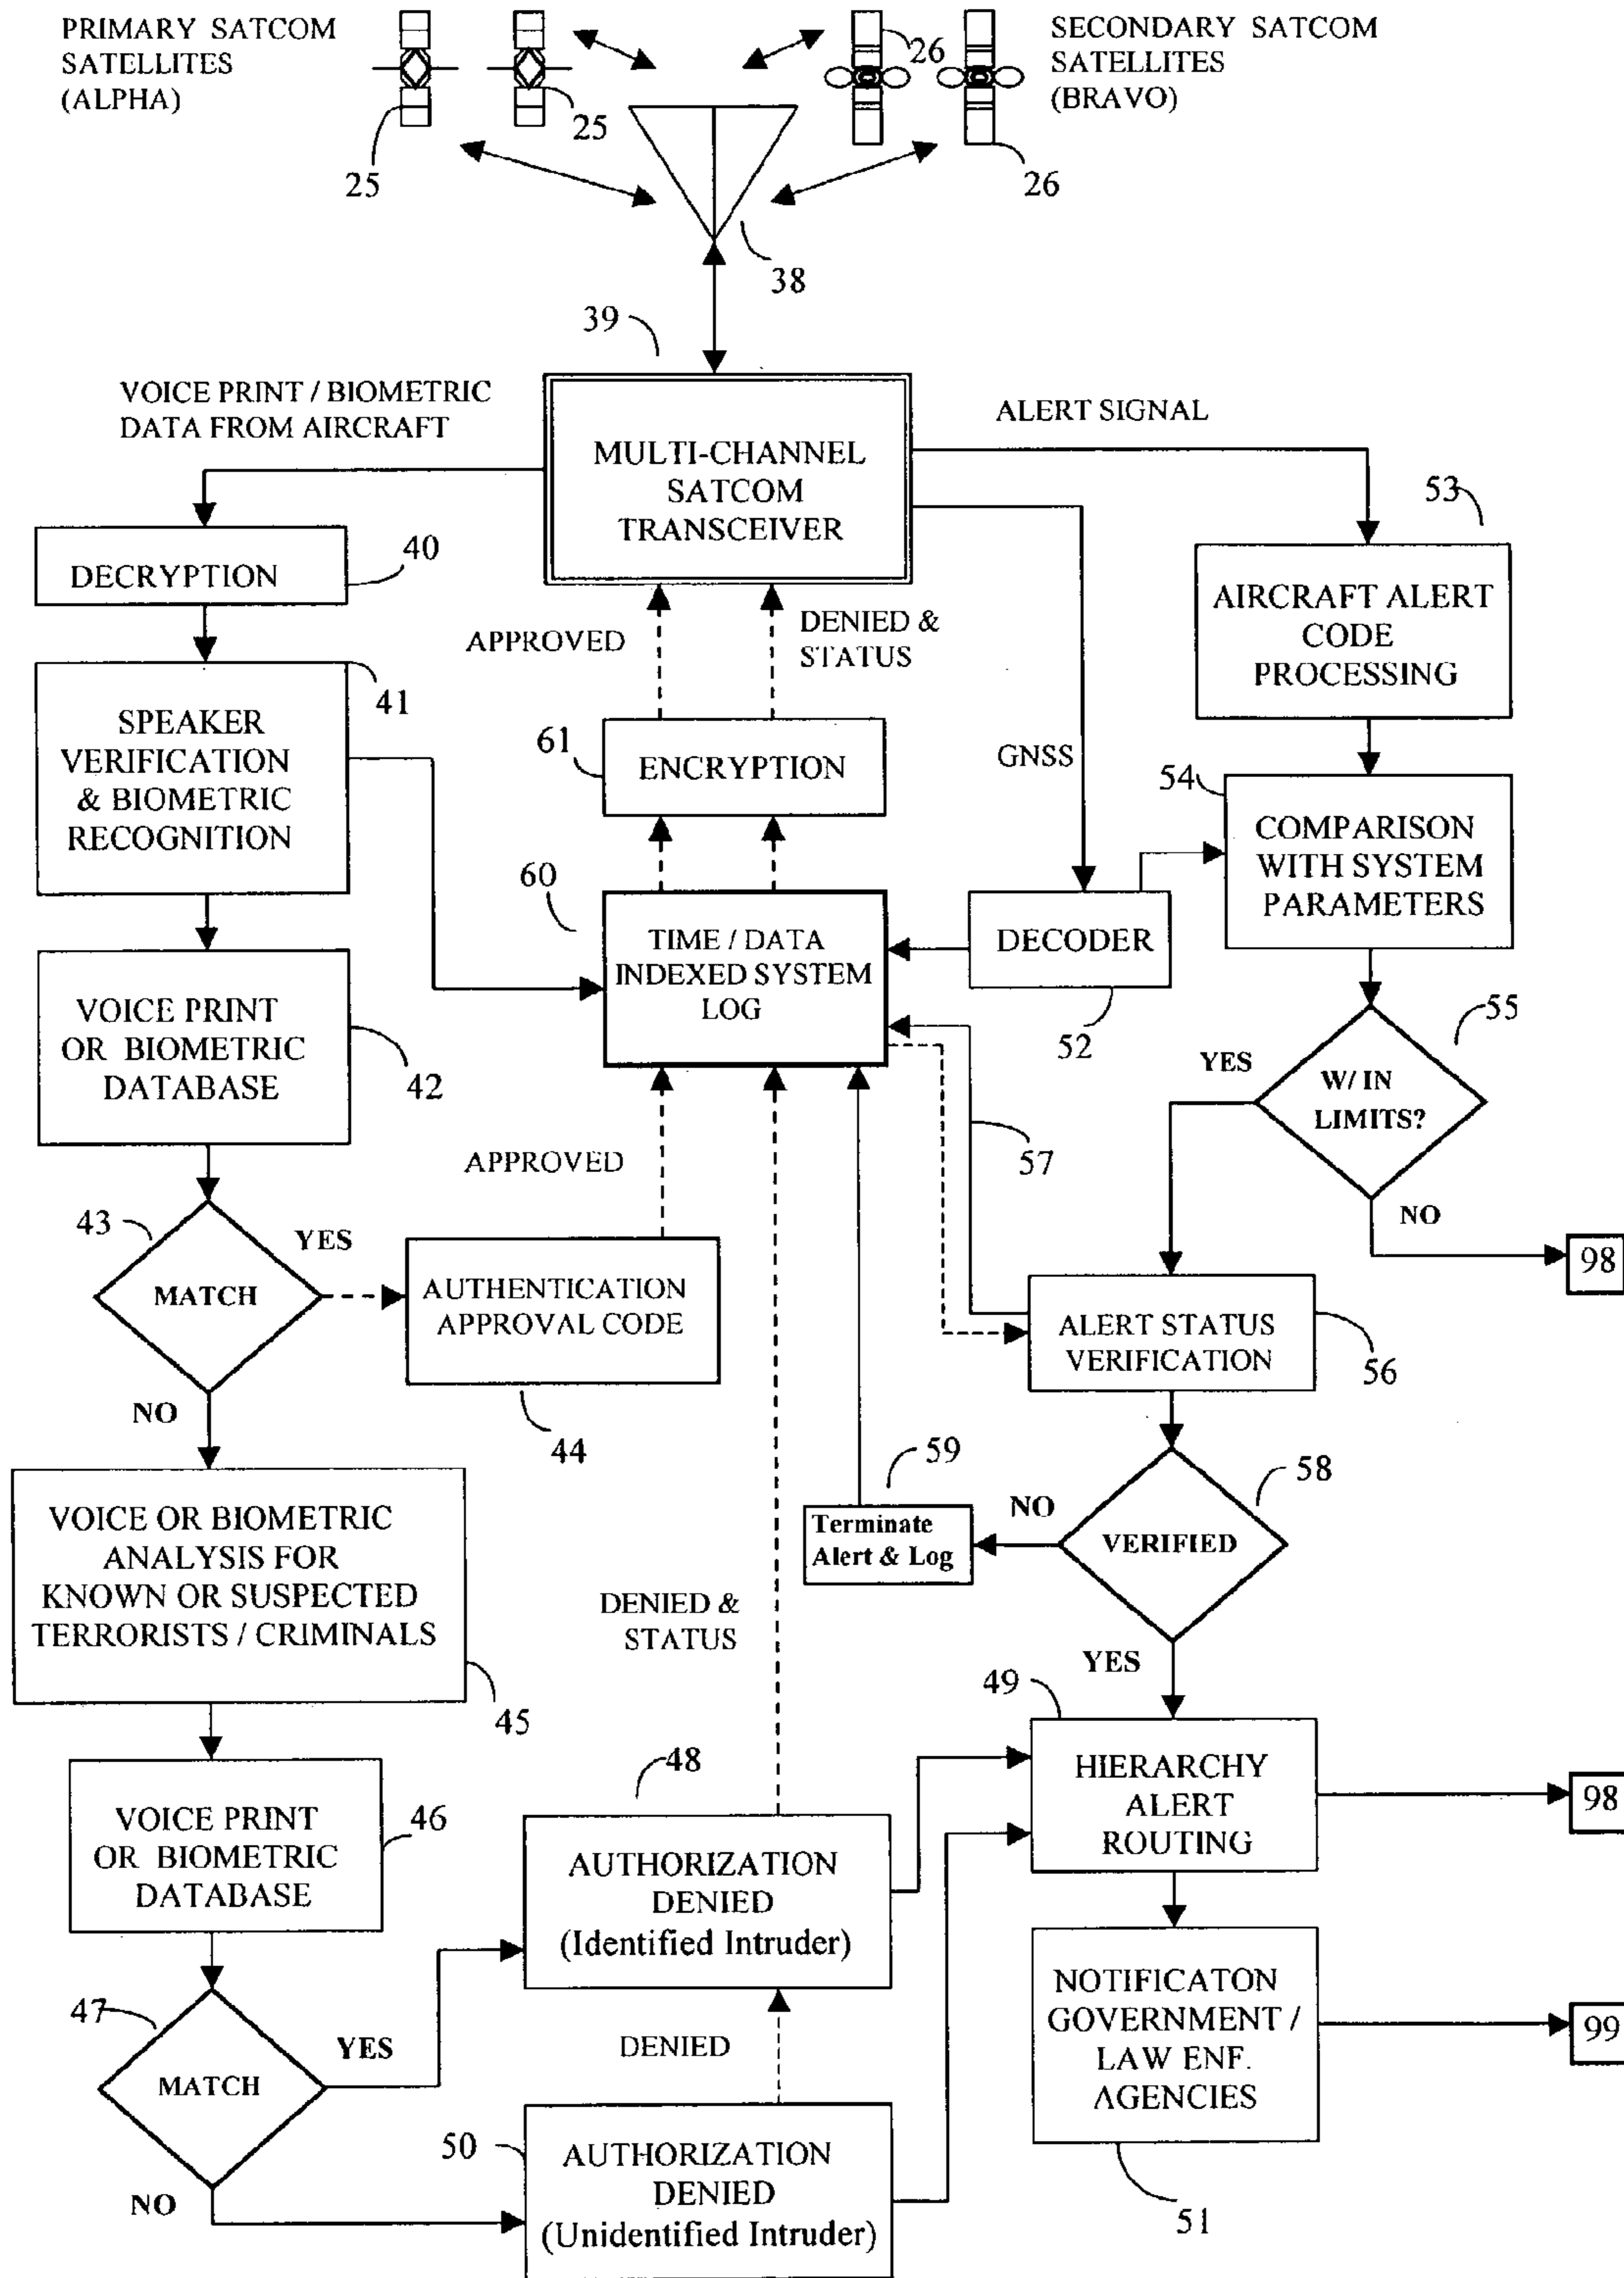 PRIMARY SATCOM
SATELLITES
(ALPHA)
25
25
26
26
SECONDARY SATCOM
SATELLITES
(BRAVO)
38
39
VOICE PRINT / BIOMETRIC
DATA FROM AIRCRAFT
MULTI-CHANNEL
SATCOM
TRANSCEIVER
ALERT SIGNAL
53
DECRYPTION
40
AIRCRAFT ALERT
CODE
PROCESSING
APPROVED
DENIED &
STATUS
41
SPEAKER
VERIFICATION
& BIOMETRIC
RECOGNITION
61
ENCRYPTION
GNSS
54
COMPARISON
WITH SYSTEM
PARAMETERS
60
TIME / DATA
INDEXED SYSTEM
LOG
DECODER
52
VOICE PRINT
OR BIOMETRIC
DATABASE
42
55
YES
W/ IN
LIMITS?
NO
98
57
APPROVED
43
MATCH
YES
NO
AUTHENTICATION
APPROVAL CODE
44
ALERT STATUS
VERIFICATION
56
59
Terminate
Alert & Log
NO
58
VERIFIED
YES
VOICE OR BIOMETRIC
ANALYSIS FOR
KNOWN OR SUSPECTED
TERRORISTS / CRIMINALS
45
DENIED &
STATUS
49
HIERARCHY
ALERT
ROUTING
98
VOICE PRINT
OR BIOMETRIC
DATABASE
46
48
AUTHORIZATION
DENIED
(Identified Intruder)
47
MATCH
YES
NO
DENIED
NOTIFICATON
GOVERNMENT /
LAW ENF.
AGENCIES
99
51
50
AUTHORIZATION
DENIED
(Unidentified Intruder)